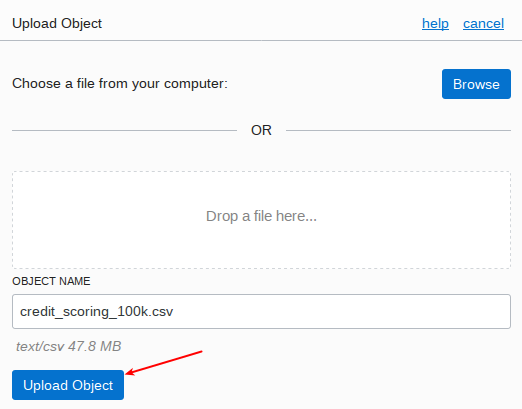 Upload Object help cancel
Choose a file from your computer: Browse
OR
Drop a file here...
OBJECT NAME
credit_scoring_100k.csv
text/csv 47.8 MB
Upload Object